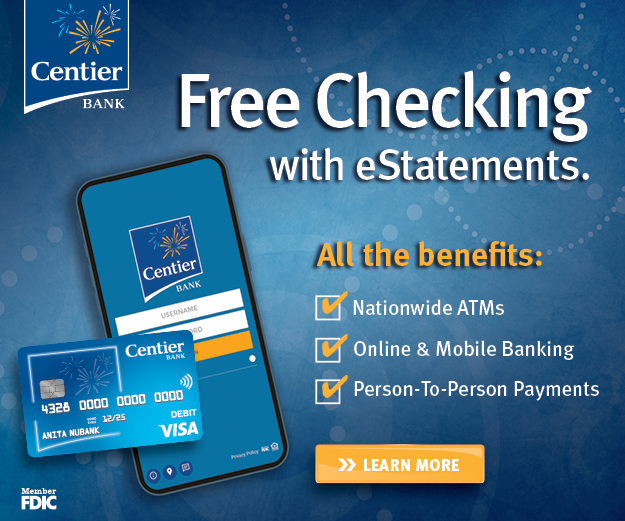 Centier
BANK
Free Checking
with eStatements.
Centier
BANK
USERNAME
All the benefits:
Nationwide ATMs
Online & Mobile Banking
Person-To-Person Payments
Centier
BANK
4328 0000 0000 0000
12/25
DEBIT
ANITA NUBANK
VISA
Privacy Policy
LEARN MORE
Member
FDIC